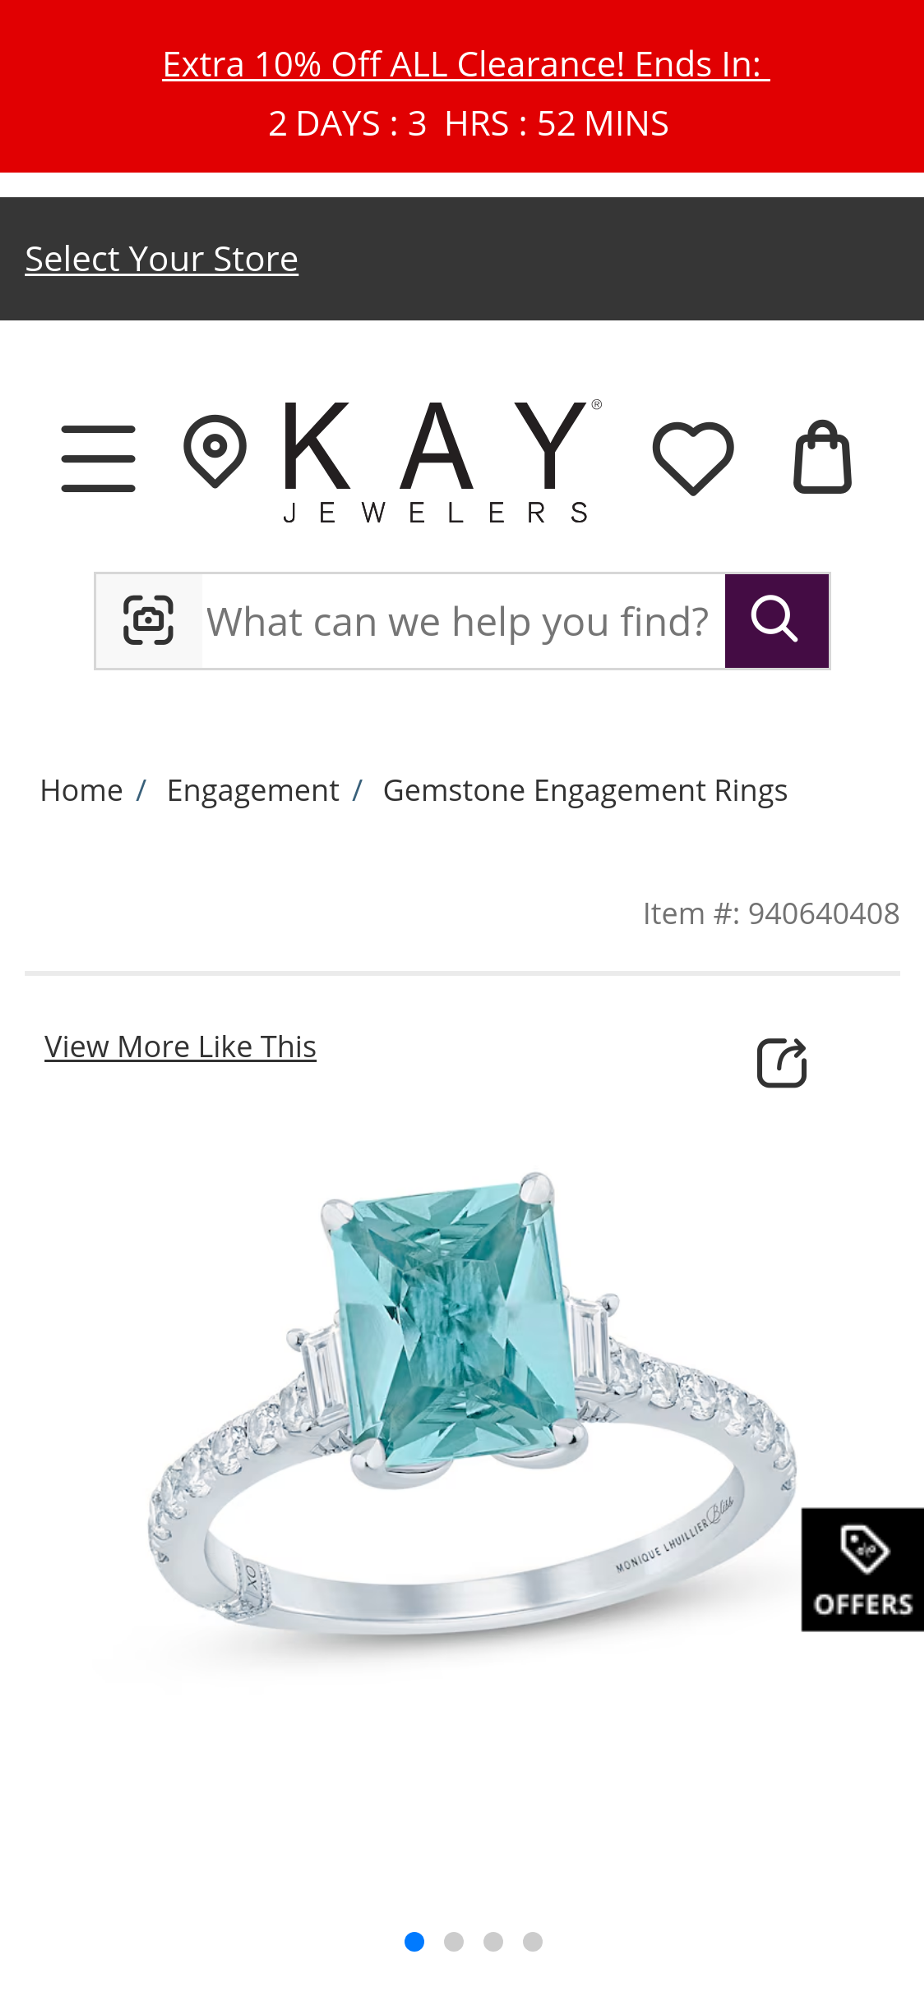 Extra 10% Off ALL Clearance! Ends In:
2 DAYS : 3 HRS : 52 MINS
Select Your Store
KAY®
JEWELERS
What can we help you find?
Home / Engagement / Gemstone Engagement Rings
Item #: 940640408
View More Like This
MONIQUE LHUILLIER Bliss
XO
OFFERS